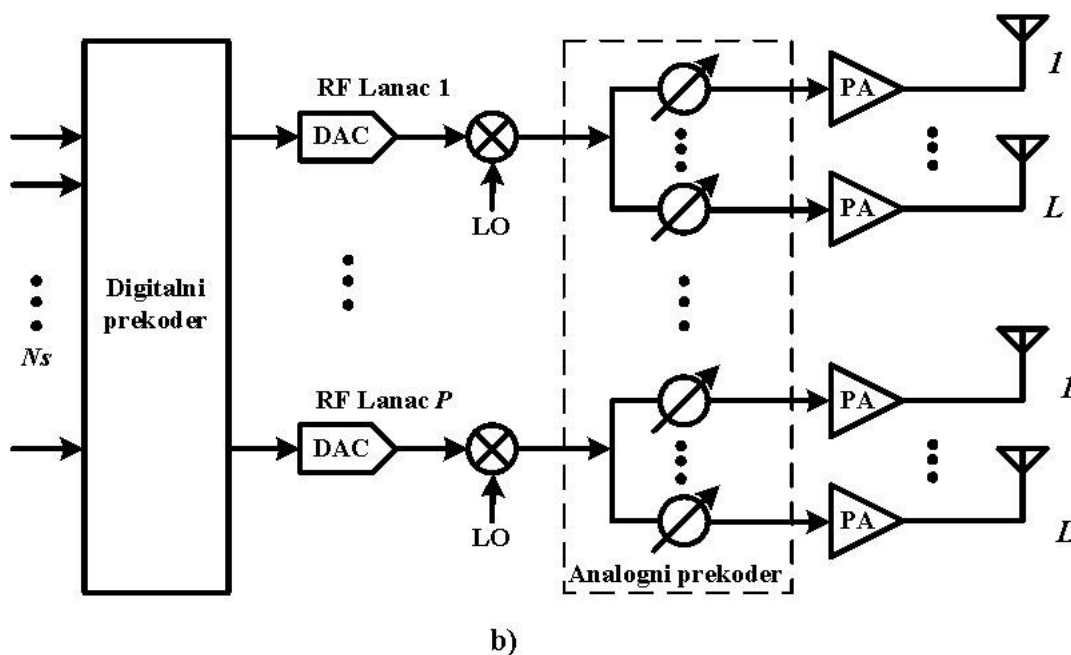 1
RF Lanac 1
DAC
PA
LO
PA
L
Digitalni
prekoder
Ns
RF Lanac P
DAC
PA
1
LO
PA
L
Analogni prekoder
b)